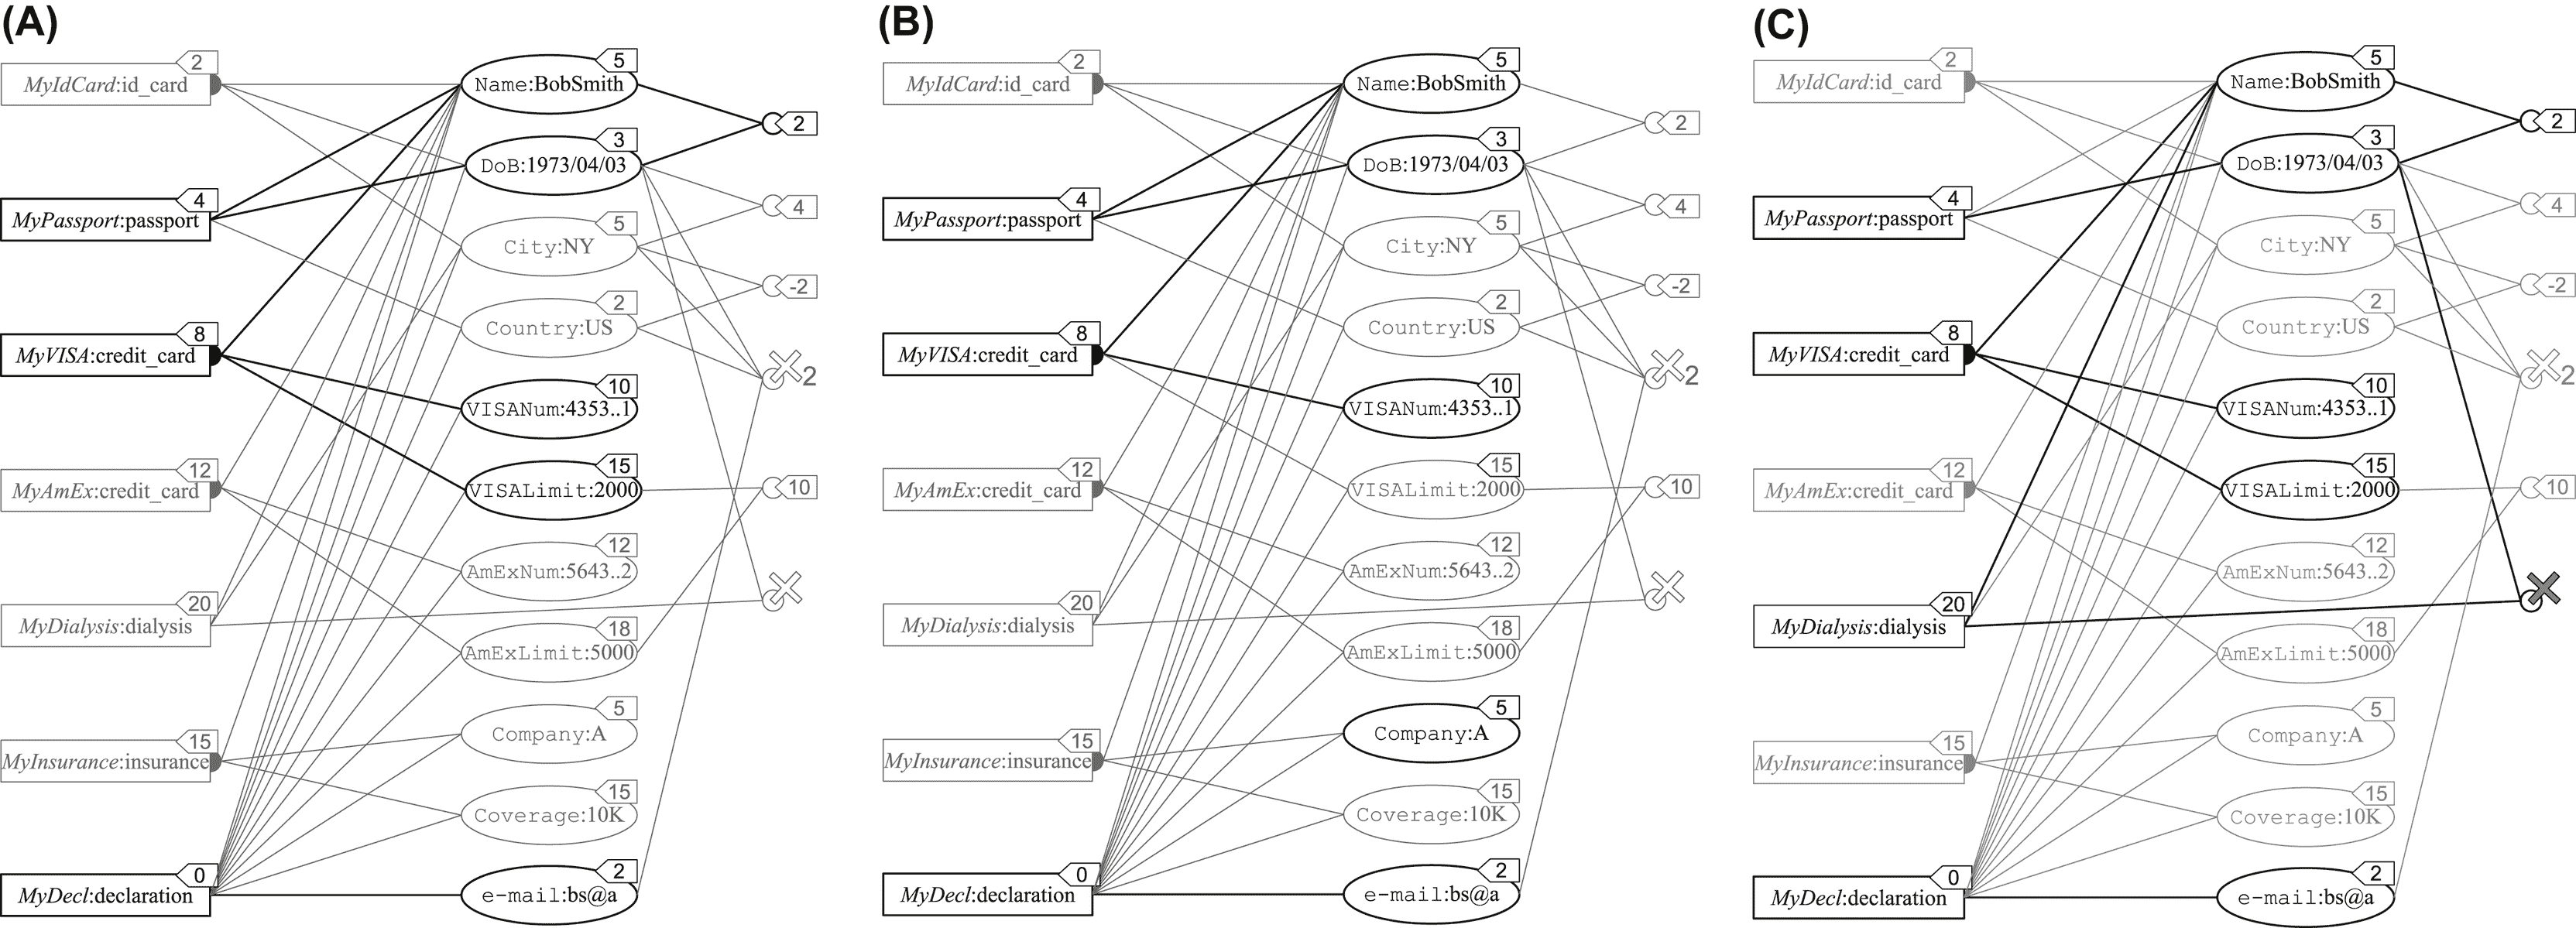 (A)
2
MyIdCard:id_card
4
MyPassport:passport
8
MyVISA:credit_card
12
MyAmEx:credit_card
20
MyDialysis:dialysis
15
MyInsurance:insurance
0
MyDecl:declaration
5
Name:BobSmith
3
DoB:1973/04/03
5
City:NY
2
Country:US
10
VISANum:4353..1
15
VISALimit:2000
12
AmExNum:5643..2
18
AmExLimit:5000
5
Company:A
15
Coverage:10K
2
e-mail:bs@a
2
4
-2
2
10
(B)
2
MyIdCard:id_card
4
MyPassport:passport
8
MyVISA:credit_card
12
MyAmEx:credit_card
20
MyDialysis:dialysis
15
MyInsurance:insurance
0
MyDecl:declaration
5
Name:BobSmith
3
DoB:1973/04/03
5
City:NY
2
Country:US
10
VISANum:4353..1
15
VISALimit:2000
12
AmExNum:5643..2
18
AmExLimit:5000
5
Company:A
15
Coverage:10K
2
e-mail:bs@a
2
4
-2
2
10
(C)
2
MyIdCard:id_card
4
MyPassport:passport
8
MyVISA:credit_card
12
MyAmEx:credit_card
20
MyDialysis:dialysis
15
MyInsurance:insurance
0
MyDecl:declaration
5
Name:BobSmith
3
DoB:1973/04/03
5
City:NY
2
Country:US
10
VISANum:4353..1
15
VISALimit:2000
12
AmExNum:5643..2
18
AmExLimit:5000
5
Company:A
15
Coverage:10K
2
e-mail:bs@a
2
4
-2
2
10